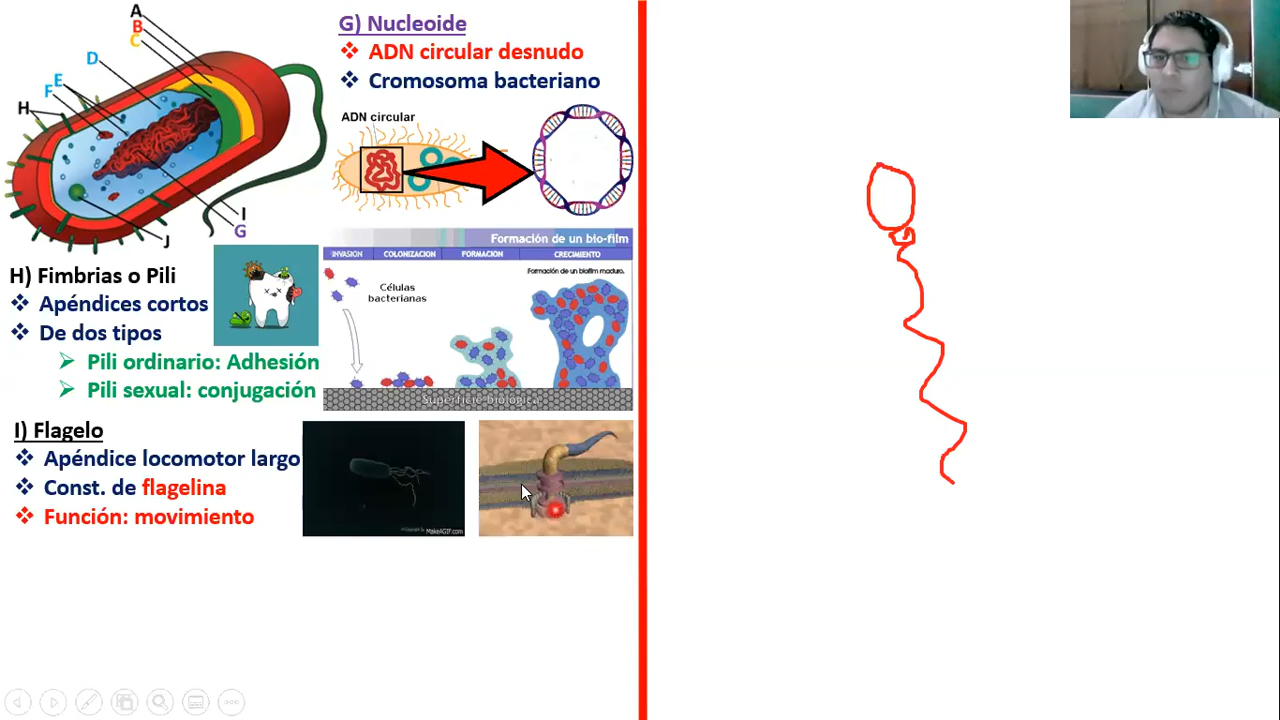 A
B
C
D
E
F
H
I
G
J
G) Nucleoide
ADN circular desnudo
Cromosoma bacteriano
ADN circular
Formación de un bio-film
INVASION COLONIZACION FORMACION CRECIMIENTO
Formación de un biofilm maduro.
Células
bacterianas
Superficie biológica
H) Fimbrias o Pili
Apéndices cortos
De dos tipos
Pili ordinario: Adhesión
Pili sexual: conjugación
I) Flagelo
Apéndice locomotor largo
Const. de flagelina
Función: movimiento
MakeAGIF.com